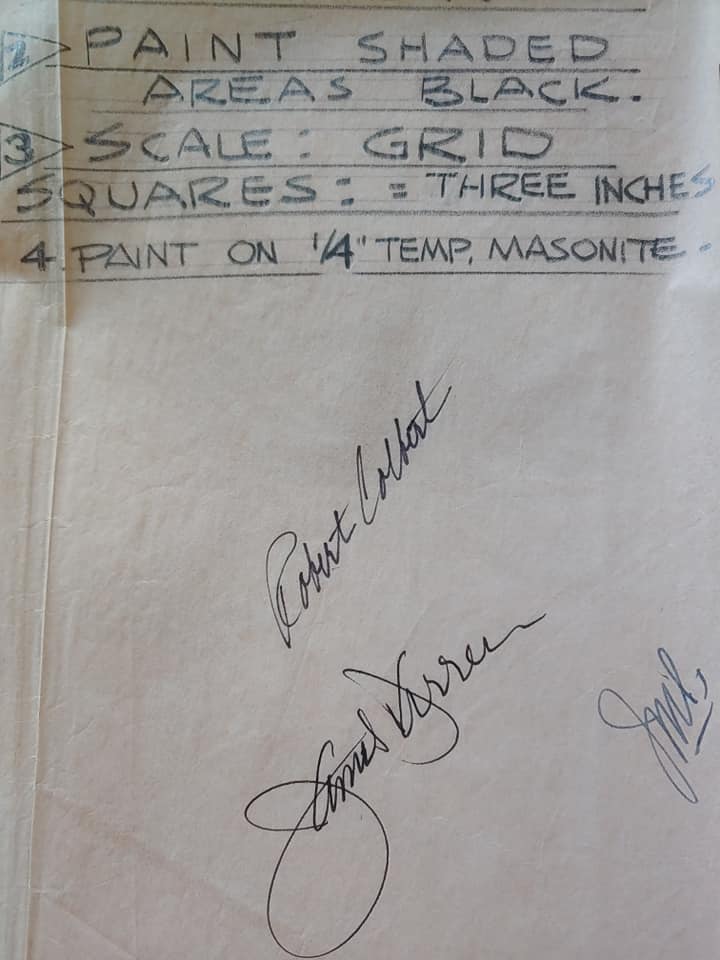 2 PAINT SHADED
AREAS BLACK.
3 SCALE: GRID
SQUARES: = THREE INCHES
4. PAINT ON 1/4" TEMP. MASONITE.
Robert Colbert
James Darren